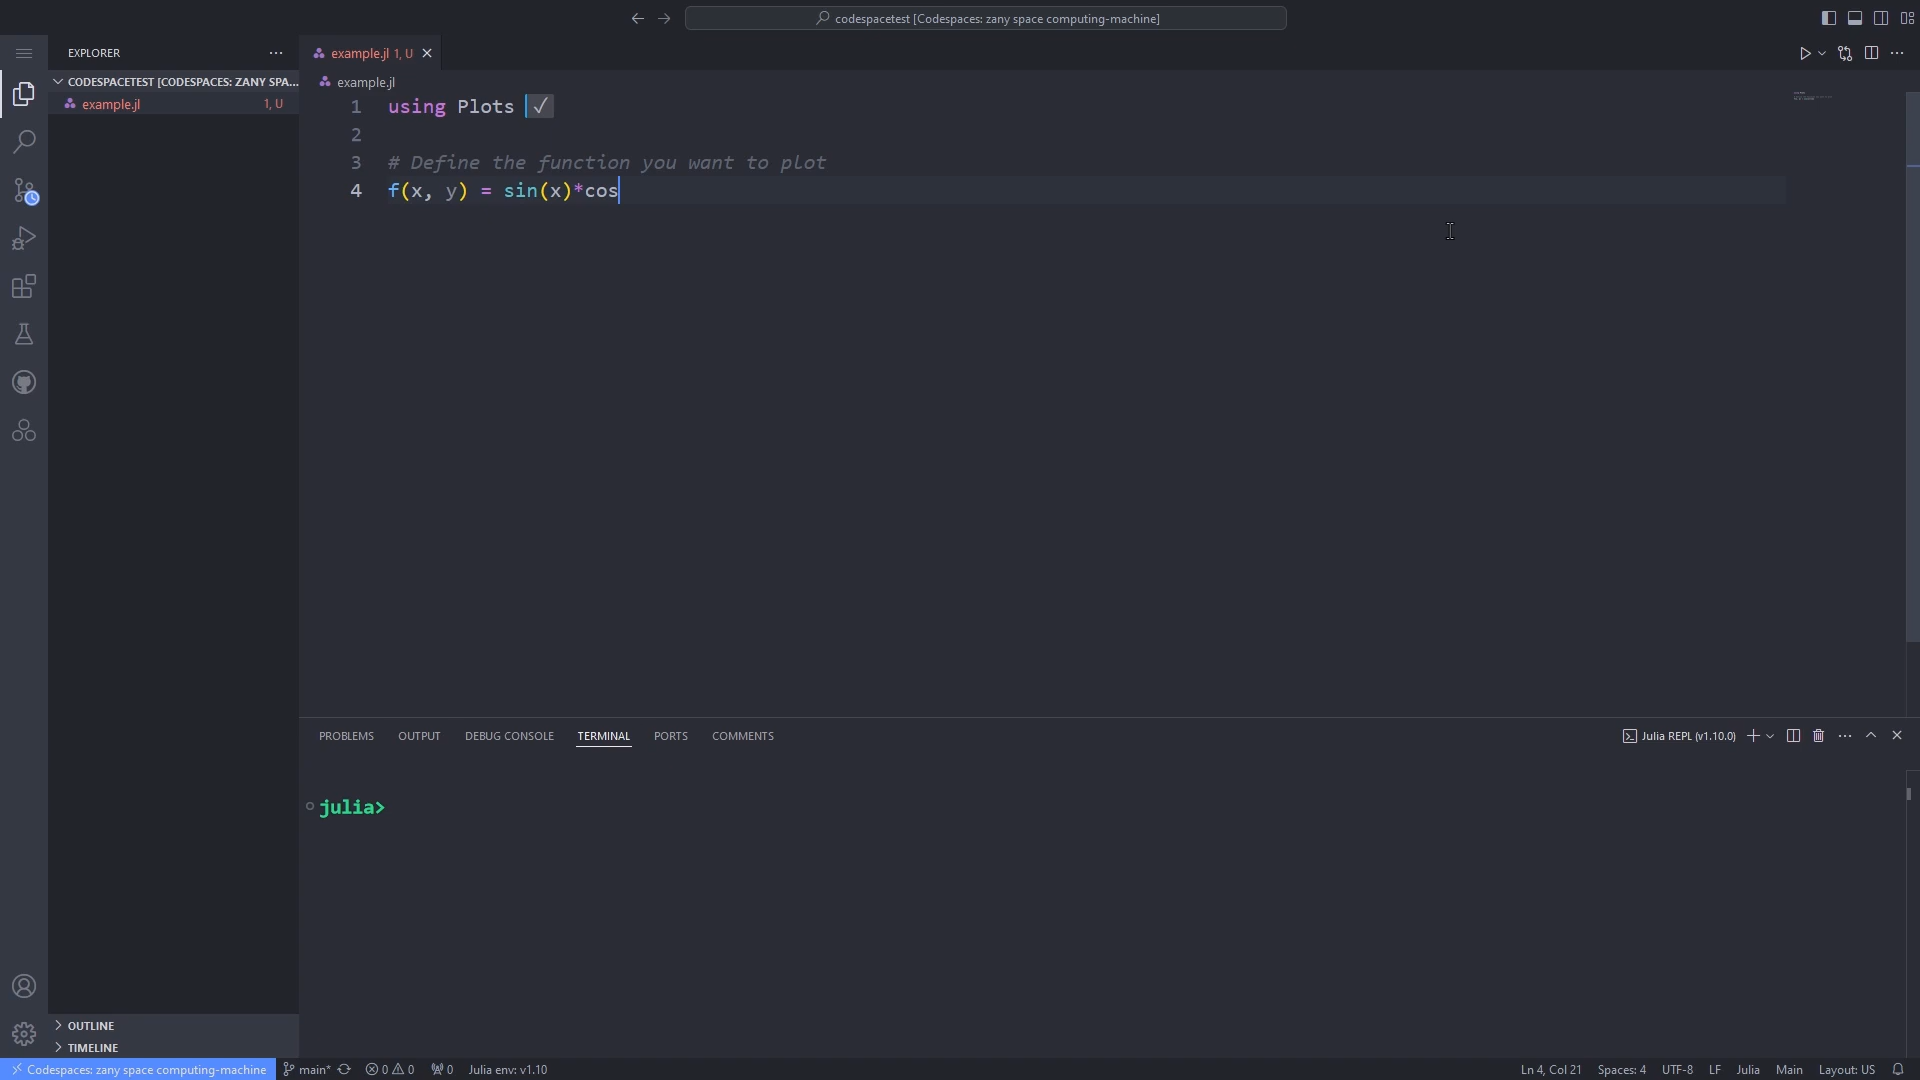 codespacetest [Codespaces: zany space computing-machine]
EXPLORER
example.jl 1, U
CODESPACETEST [CODESPACES: ZANY SPA...
example.jl 1, U
example.jl
1 using Plots ✓
2
3 # Define the function you want to plot
4 f(x, y) = sin(x)*cos
PROBLEMS OUTPUT DEBUG CONSOLE TERMINAL PORTS COMMENTS
Julia REPL (v1.10.0)
julia>
OUTLINE
TIMELINE
Codespaces: zany space computing-machine main* 0 0 0 Julia env: v1.10 Ln 4, Col 21 Spaces: 4 UTF-8 LF Julia Main Layout: US